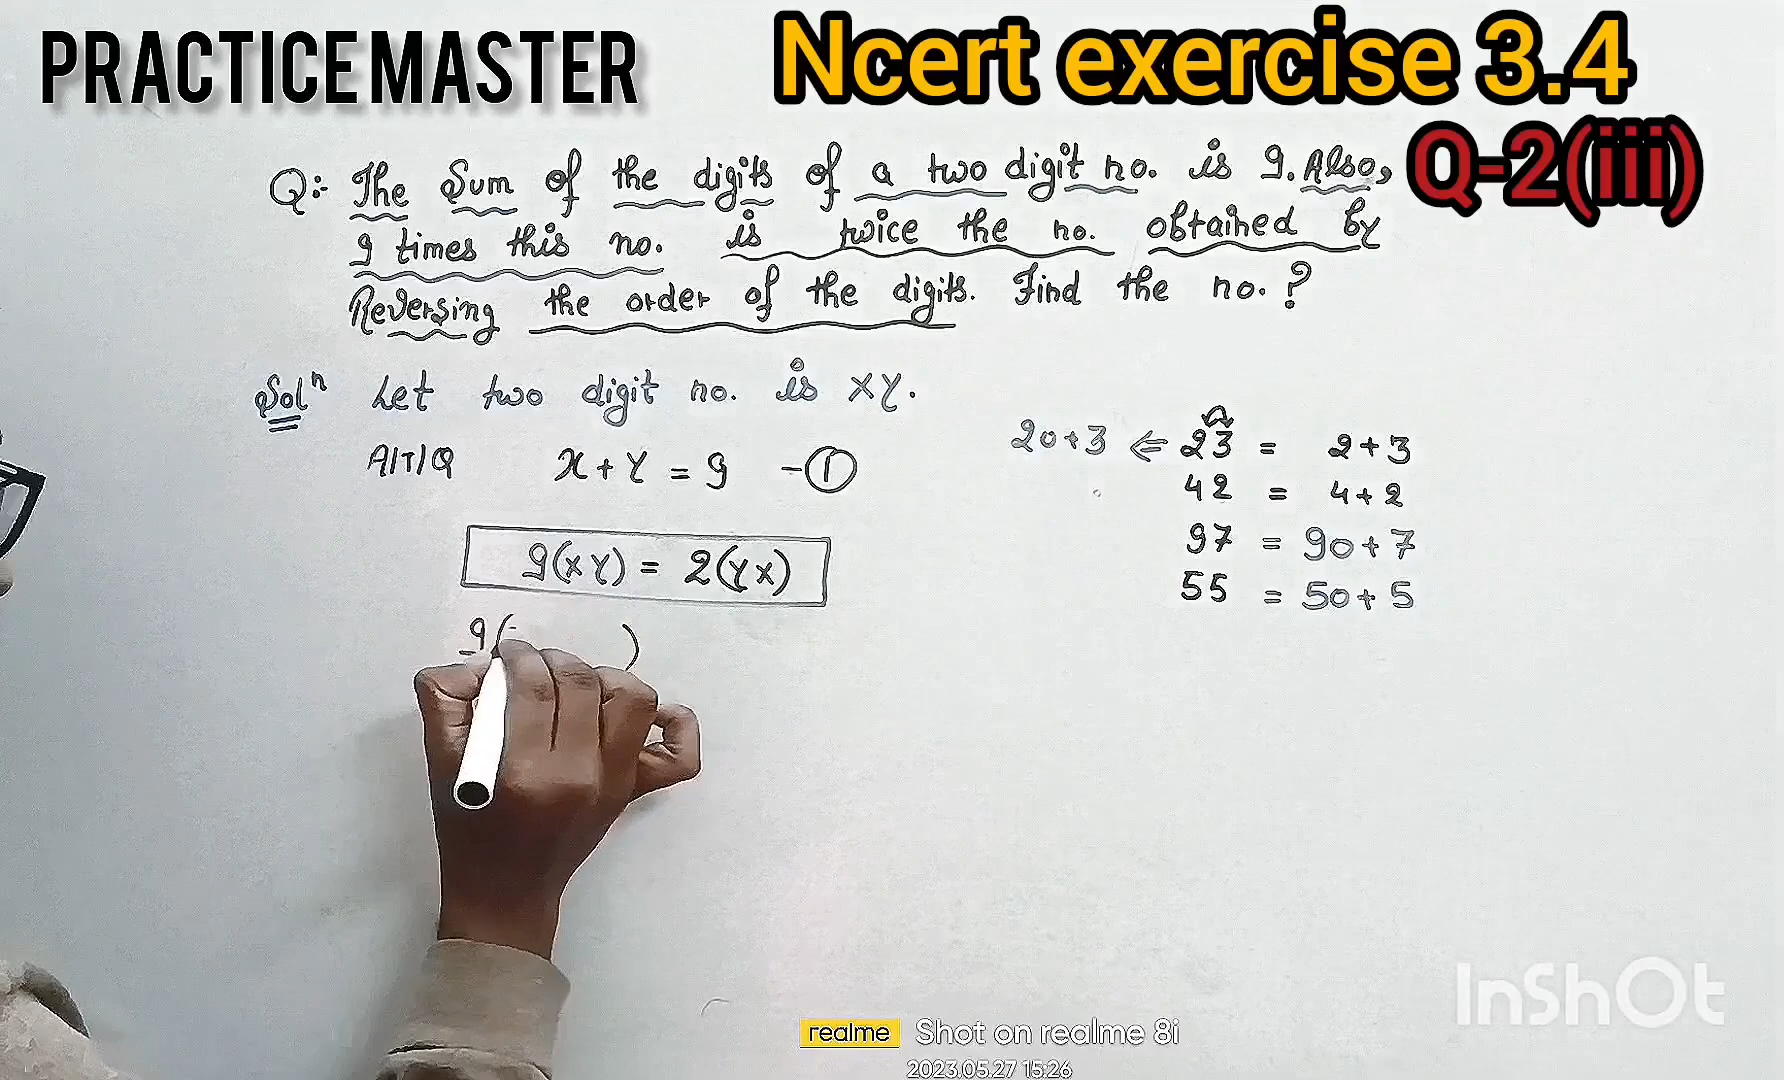 PRACTICE MASTER
Ncert exercise 3.4
Q-2(iii)
Q:- The Sum of the digits of a two digit no. is 9. Also,
9 times this no. is twice the no. obtained by
Reversing the order of the digits. Find the no.?
Solⁿ Let two digit no. is XY.
A/T/Q x + Y = 9 -①
9(XY) = 2(YX)
9( )
20+3 ⇐ 23 = 2+3
42 = 4+2
97 = 90+7
55 = 50+5
InShOt
realme Shot on realme 8i
2023.05.27 15:26